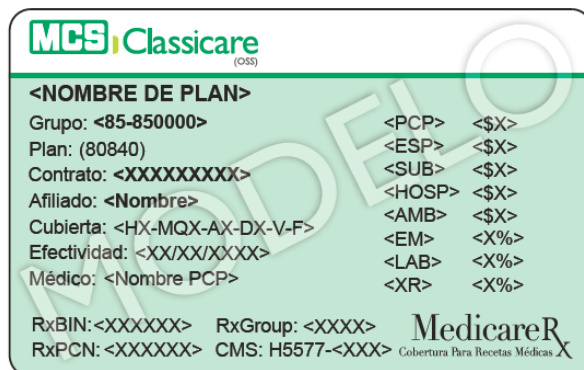 MCS Classicare
(OSS)
<NOMBRE DE PLAN>
Grupo: <85-850000>
Plan: (80840)
Contrato: <XXXXXXXXX>
Afiliado: <Nombre>
Cubierta: <HX-MQX-AX-DX-V-F>
Efectividad: <XX/XX/XXXX>
Médico: <Nombre PCP>
<PCP> <$X>
<ESP> <$X>
<SUB> <$X>
<HOSP> <$X>
<AMB> <$X>
<EM> <X%>
<LAB> <X%>
<XR> <X%>
RxBIN:<XXXXXX> RxGroup: <XXXX>
RxPCN: <XXXXXX> CMS: H5577-<XXX>
MedicareRx
Cobertura Para Recetas Médicas
MODELO